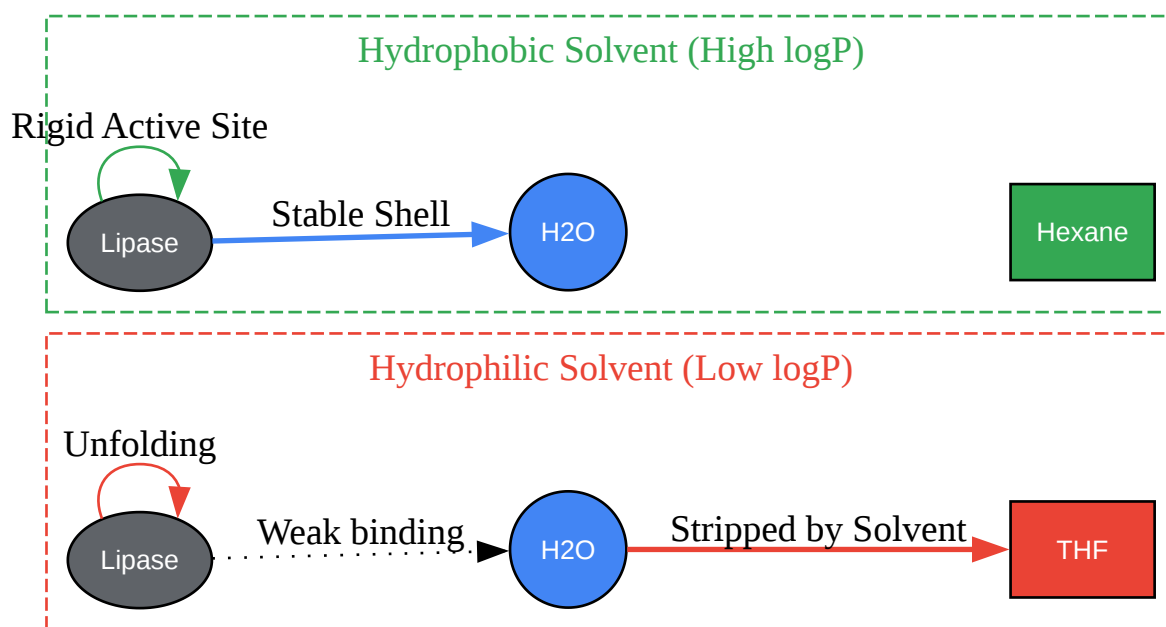 Hydrophobic Solvent (High logP)
Rigid Active Site
Stable Shell
Lipase
H2O
Hexane
Hydrophilic Solvent (Low logP)
Unfolding
Weak binding
Stripped by Solvent
Lipase
H2O
THF